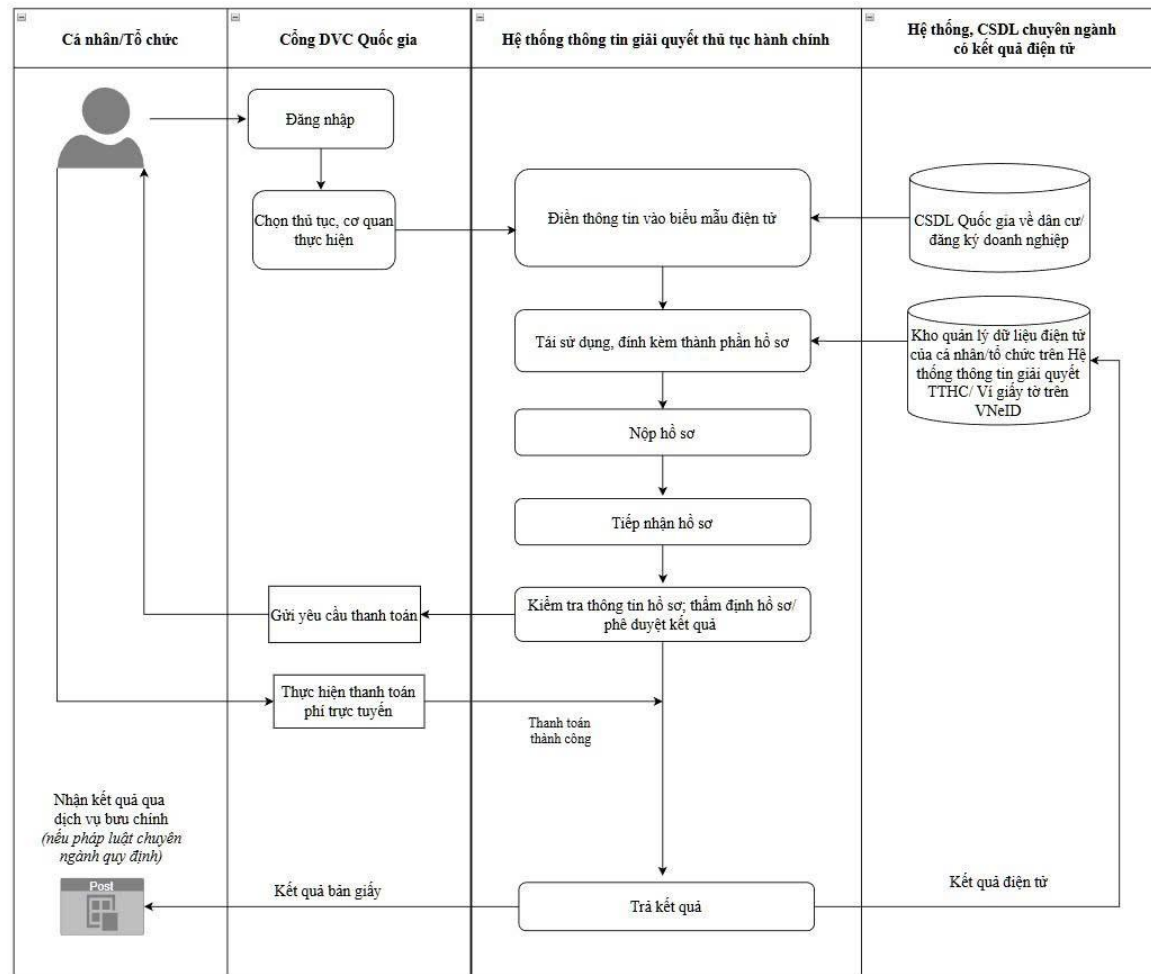 Cá nhân/Tổ chức
Cổng DVC Quốc gia
Hệ thống thông tin giải quyết thủ tục hành chính
Hệ thống, CSDL chuyên ngành
có kết quả điện tử
Đăng nhập
Chọn thủ tục, cơ quan
thực hiện
Điền thông tin vào biểu mẫu điện tử
CSDL Quốc gia về dân cư/
đăng ký doanh nghiệp
Tái sử dụng, đính kèm thành phần hồ sơ
Kho quản lý dữ liệu điện tử
của cá nhân/tổ chức trên Hệ
thống thông tin giải quyết
TTHC/ Ví giấy tờ trên
VNeID
Nộp hồ sơ
Tiếp nhận hồ sơ
Kiểm tra thông tin hồ sơ; thẩm định hồ sơ/
phê duyệt kết quả
Gửi yêu cầu thanh toán
Thực hiện thanh toán
phí trực tuyến
Thanh toán
thành công
Nhận kết quả qua
dịch vụ bưu chính
(nếu pháp luật chuyên
ngành quy định)
Post
Kết quả bản giấy
Trả kết quả
Kết quả điện tử